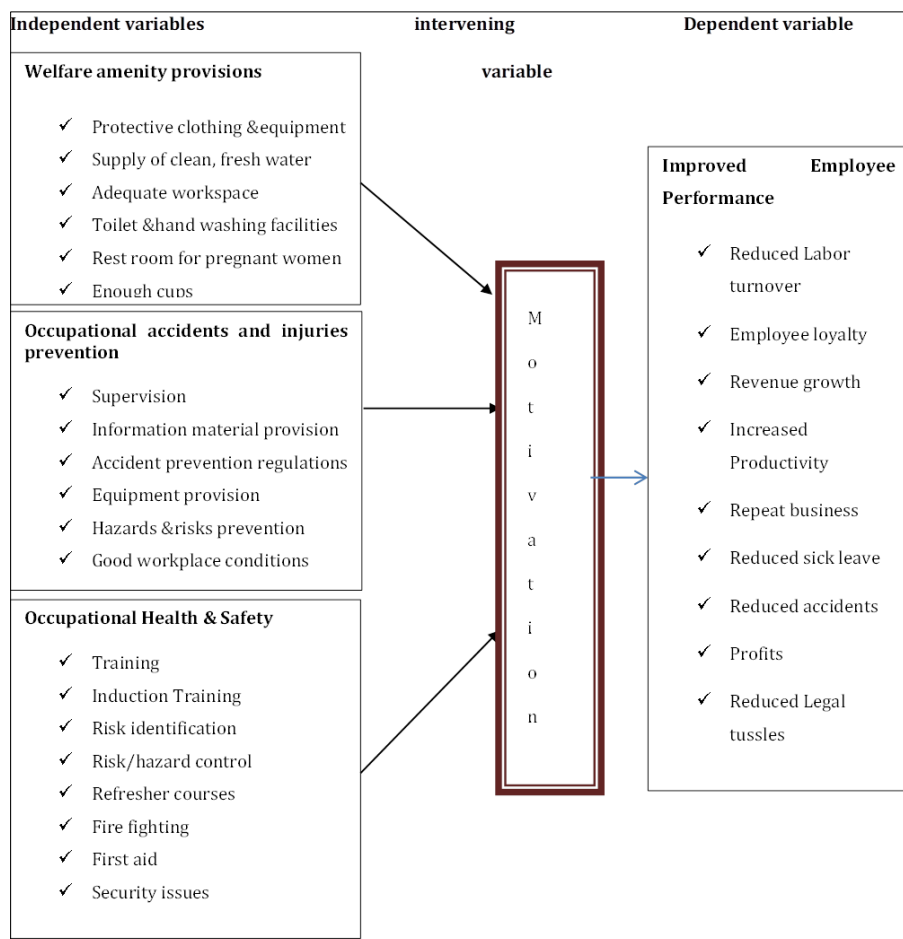 Independent variables intervening Dependent variable
variable
Welfare amenity provisions
✓ Protective clothing &equipment
✓ Supply of clean, fresh water
✓ Adequate workspace
✓ Toilet &hand washing facilities
✓ Rest room for pregnant women
✓ Enough cups
Occupational accidents and injuries
prevention
✓ Supervision
✓ Information material provision
✓ Accident prevention regulations
✓ Equipment provision
✓ Hazards &risks prevention
✓ Good workplace conditions
Occupational Health & Safety
✓ Training
✓ Induction Training
✓ Risk identification
✓ Risk/hazard control
✓ Refresher courses
✓ Fire fighting
✓ First aid
✓ Security issues
M
o
t
i
v
a
t
i
o
n
Improved Employee
Performance
✓ Reduced Labor
turnover
✓ Employee loyalty
✓ Revenue growth
✓ Increased
Productivity
✓ Repeat business
✓ Reduced sick leave
✓ Reduced accidents
✓ Profits
✓ Reduced Legal
tussles